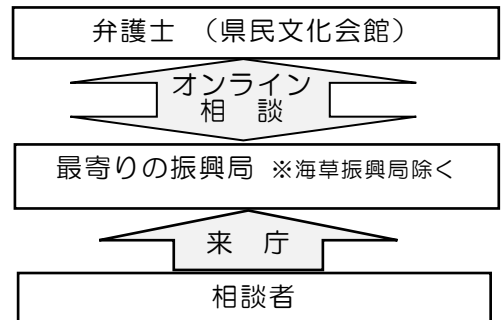 弁護士 (県民文化会館)
オンライン
相 談
最寄りの振興局 ※海草振興局除く
来 庁
相談者